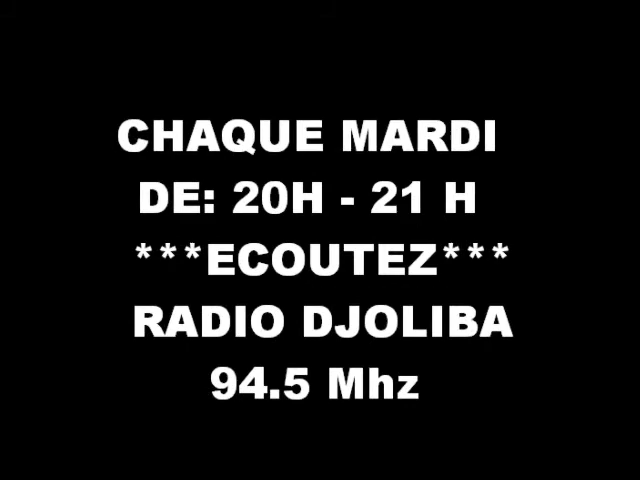 CHAQUE MARDI
DE: 20H - 21 H
***ECOUTEZ***
RADIO DJOLIBA
94.5 Mhz